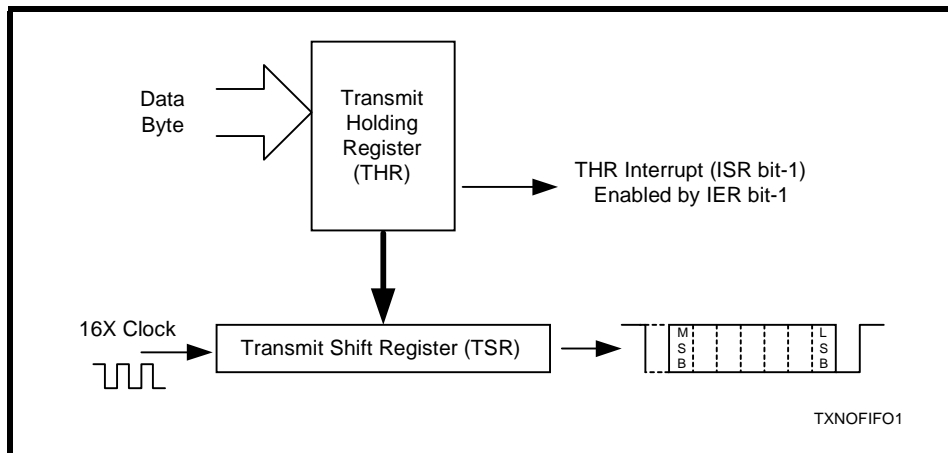 Data
Byte
Transmit
Holding
Register
(THR)
THR Interrupt (ISR bit-1)
Enabled by IER bit-1
16X Clock
Transmit Shift Register (TSR)
M
S
B
L
S
B
TXNOFIFO1